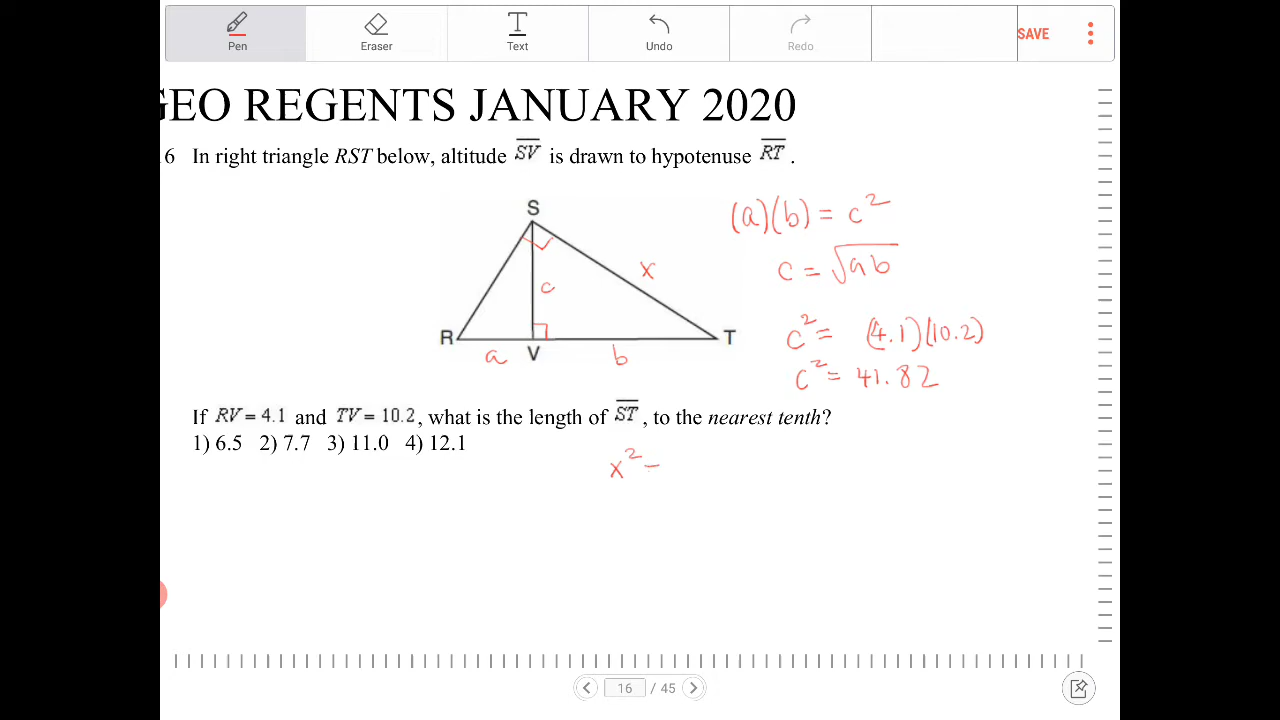 Pen Eraser Text Undo Redo SAVE
GEO REGENTS JANUARY 2020
16 In right triangle RST below, altitude SV is drawn to hypotenuse RT.
S
(a)(b) = c²
x
c = √ab
c
c² = (4.1)(10.2)
R V T
a b
c² = 41.82
If RV = 4.1 and TV = 10.2, what is the length of ST, to the nearest tenth?
1) 6.5 2) 7.7 3) 11.0 4) 12.1
x² -
16 / 45